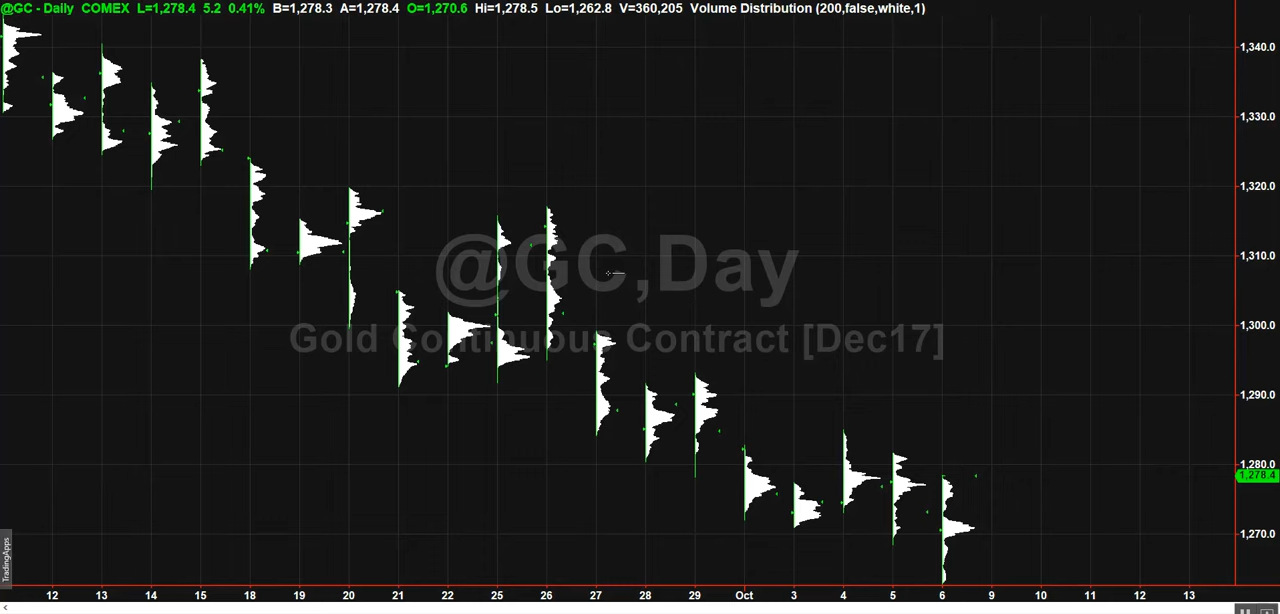 @GC - Daily COMEX L=1,278.4 5.2 0.41% B=1,278.3 A=1,278.4 O=1,270.6 Hi=1,278.5 Lo=1,262.8 V=360,205 Volume Distribution (200,false,white,1)
1,340.0
1,330.0
1,320.0
1,310.0
1,300.0
1,290.0
1,280.0
1,278.4
1,270.0
@GC,Day
Gold Continuous Contract [Dec17]
TradingApps
12 13 14 15 18 19 20 21 22 25 26 27 28 29 Oct 3 4 5 6 9 10 11 12 13